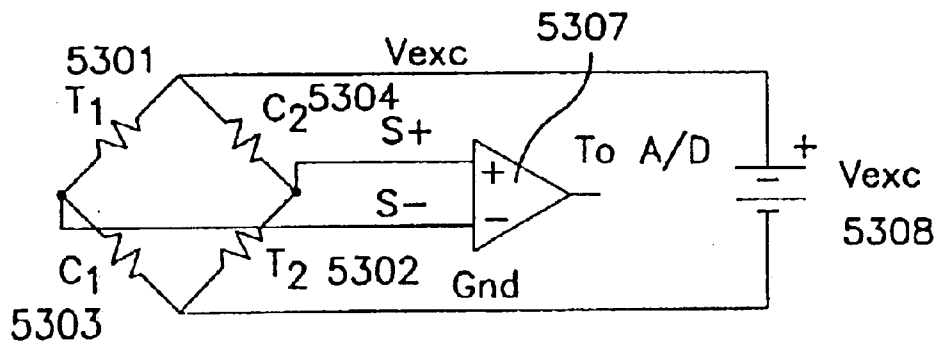 5307
5301
Vexc
T1
C2 5304
S+
To A/D
+
+
Vexc
S-
-
5308
C1
T2 5302
Gnd
5303